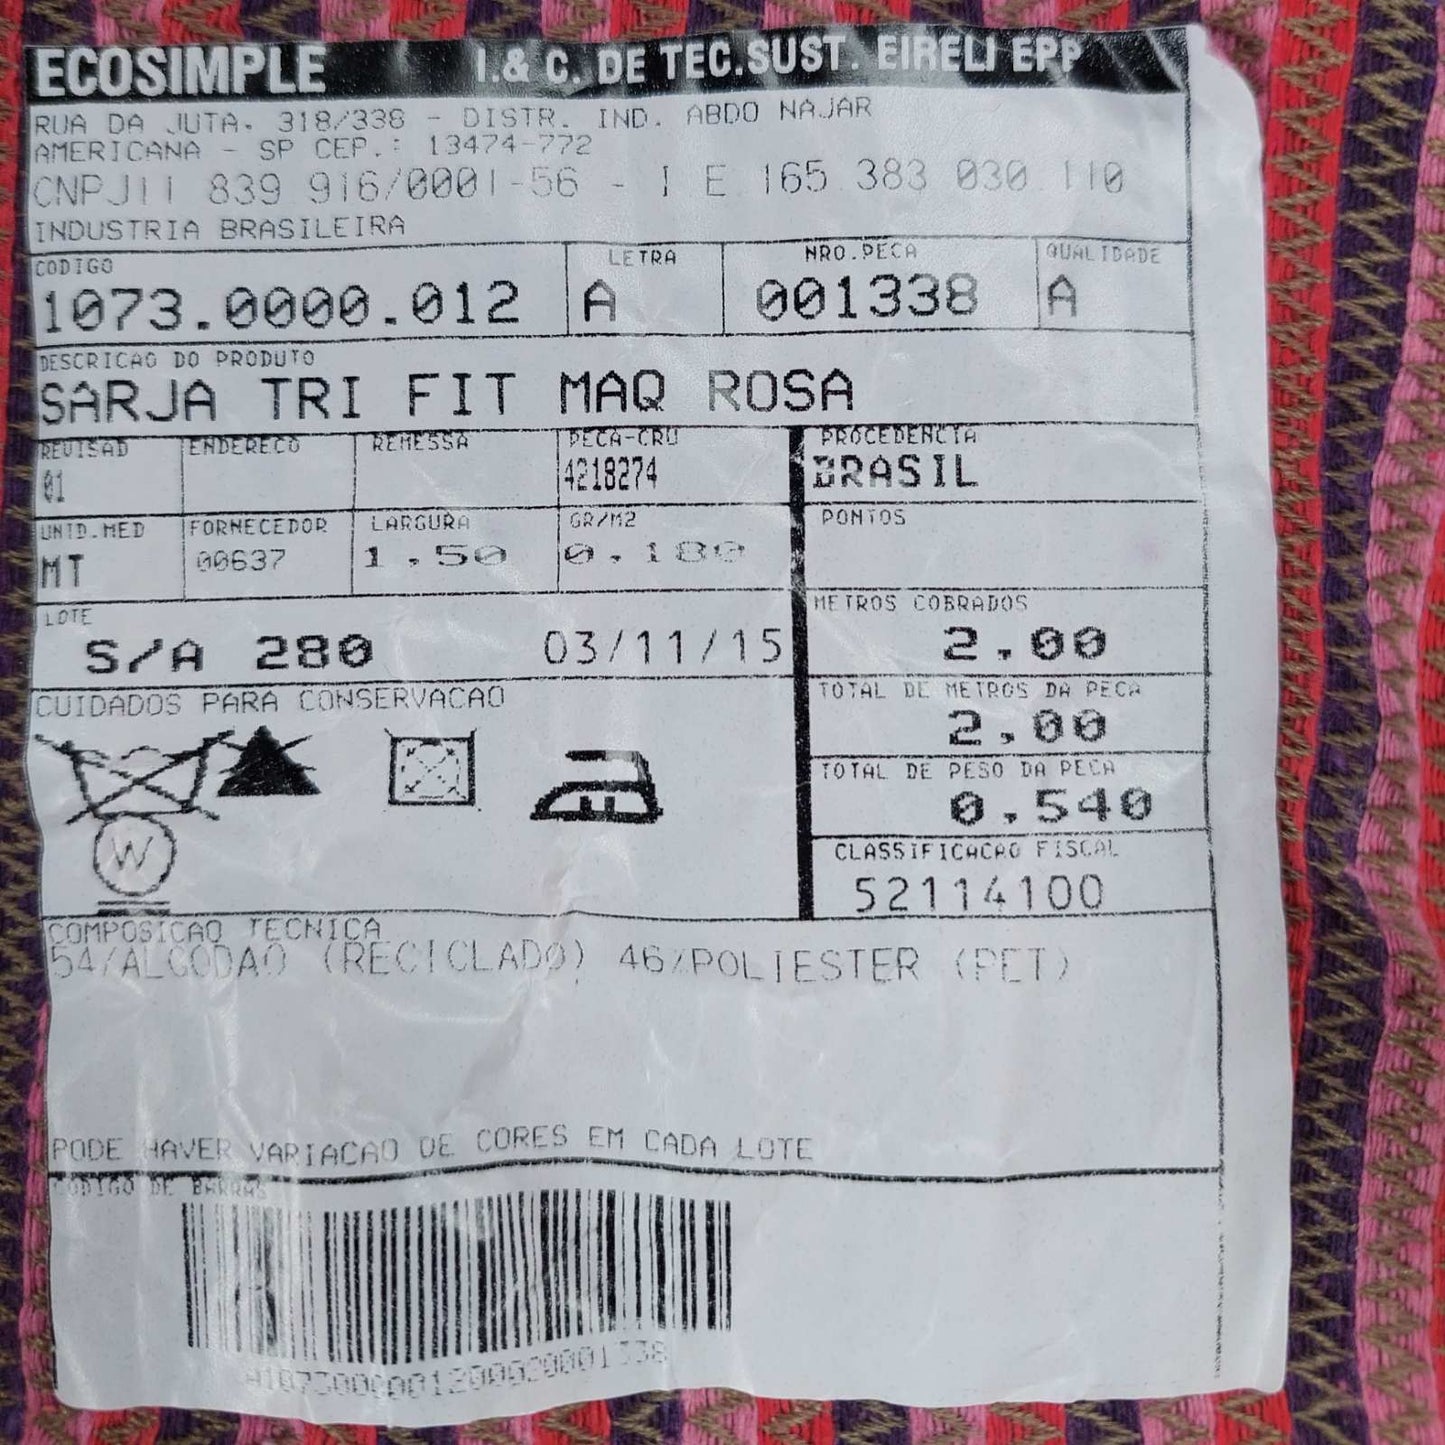 ECOSIMPLE I.& C. DE TEC.SUST. EIRELI EPP
RUA DA JUTA. 318/338 - DISTR. IND. ABDO NAJAR
AMERICANA - SP CEP.: 13474-772
CNPJ11 839 916/0001-56 - I E 165 383 030 110
INDUSTRIA BRASILEIRA
CODIGO LETRA NRO.PECA QUALIDADE
1073.0000.012 A 001338 A
DESCRICAO DO PRODUTO
SARJA TRI FIT MAQ ROSA
REVISAD ENDERECO REMESSA PECA-CRU PROCEDENCIA
01 4218274 BRASIL
UNID.MED FORNECEDOR LARGURA GR/M2 PONTOS
MT 00637 1.50 0.180
LOTE METROS COBRADOS
S/A 280 03/11/15 2.00
CUIDADOS PARA CONSERVACAO TOTAL DE METROS DA PECA
2.00
TOTAL DE PESO DA PECA
0.540
W CLASSIFICACAO FISCAL
52114100
COMPOSICAO TECNICA
54%ALGODAO (RECICLADO) 46%POLIESTER (PET)
PODE HAVER VARIACAO DE CORES EM CADA LOTE
CODIGO DE BARRAS